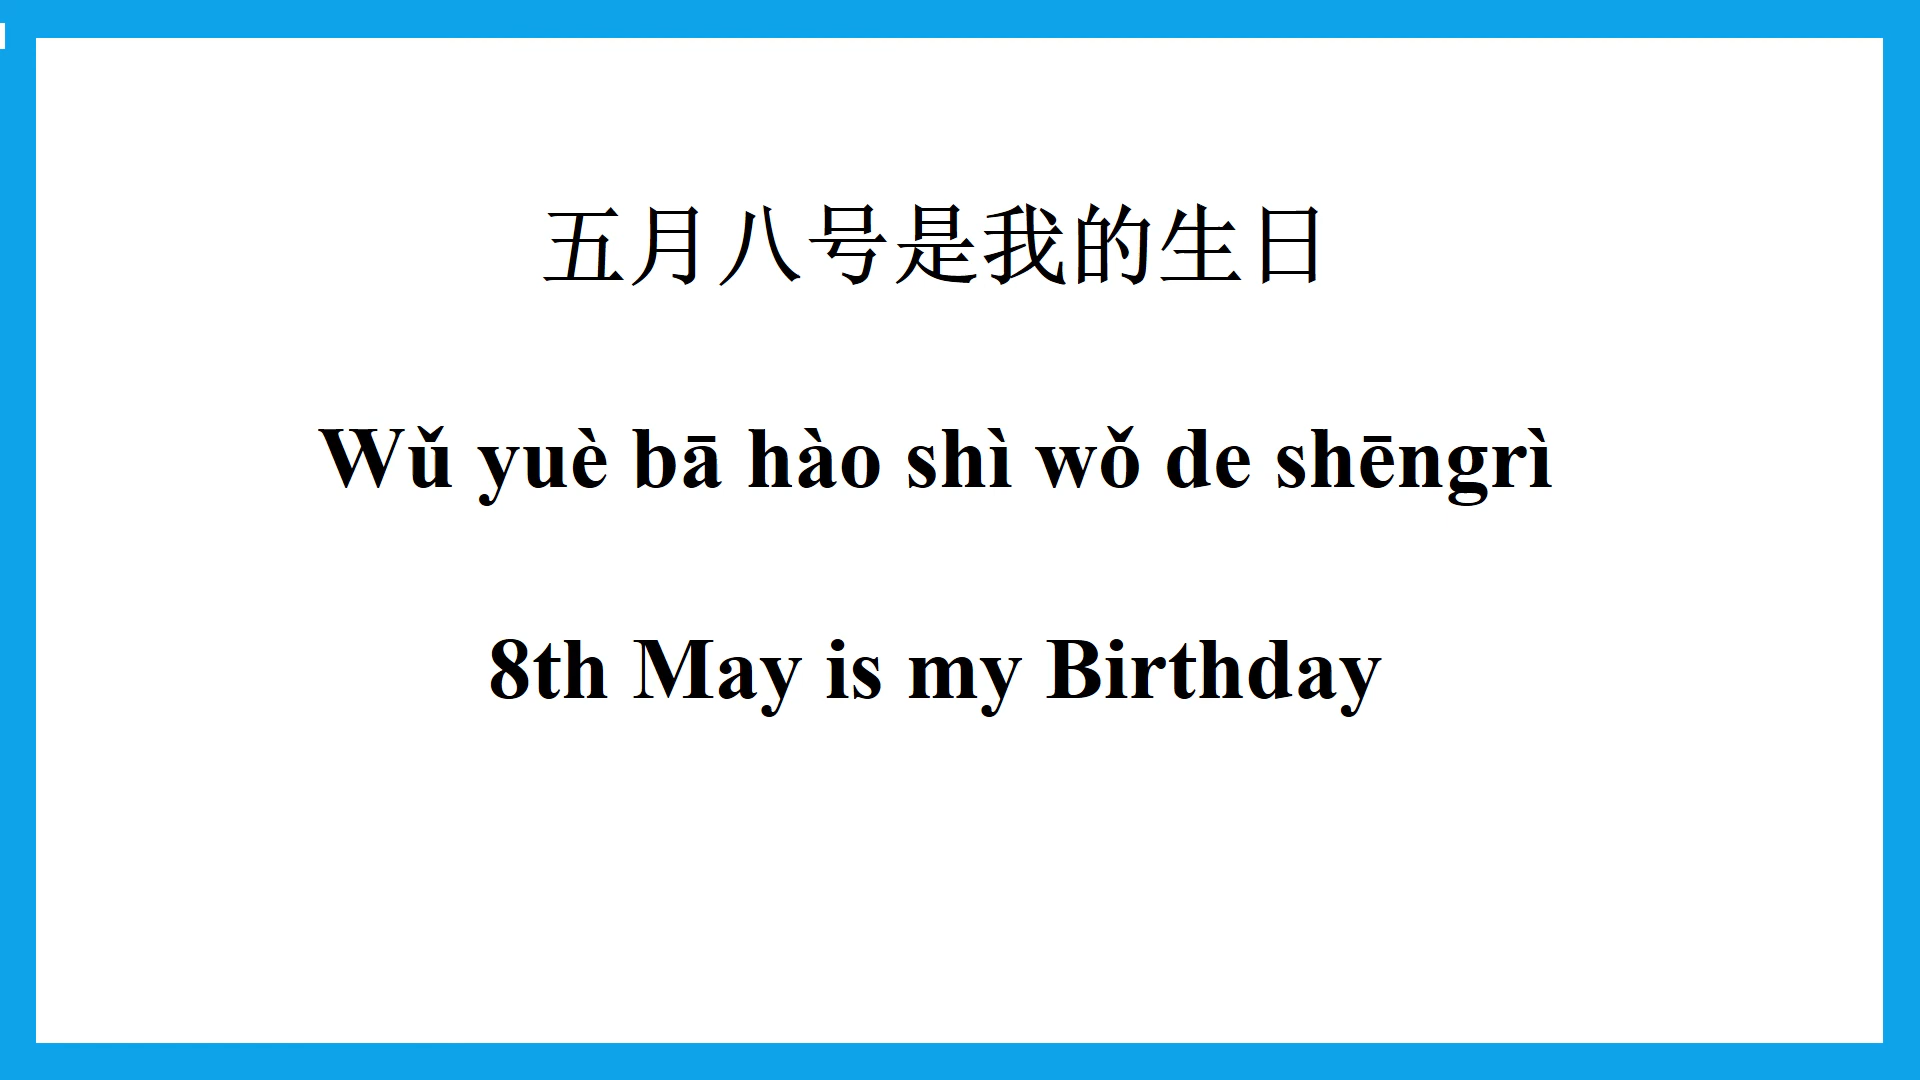 五月八号是我的生日
Wǔ yuè bā hào shì wǒ de shēngrì
8th May is my Birthday